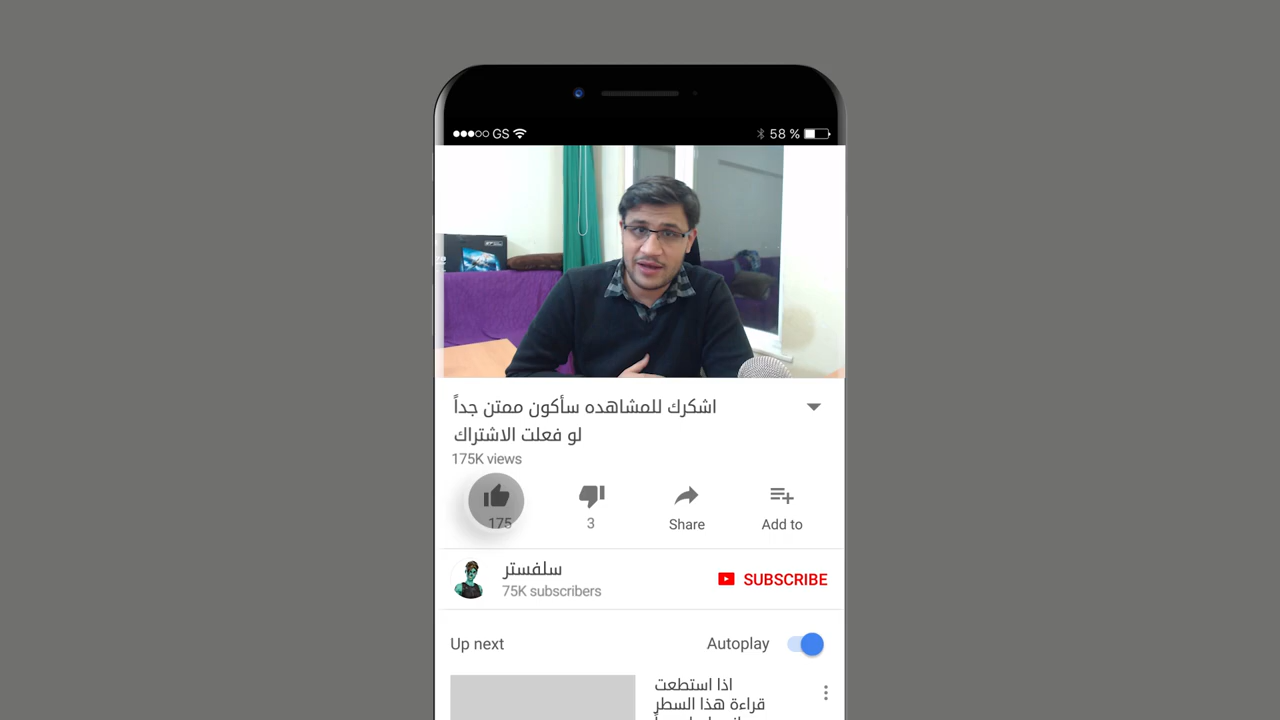 GS
58 %
اشكرك للمشاهده سأكون ممتن جداً
لو فعلت الاشتراك
175K views
175
3
Share
Add to
سلفستر
75K subscribers
SUBSCRIBE
Up next
Autoplay
اذا استطعت
قراءة هذا السطر